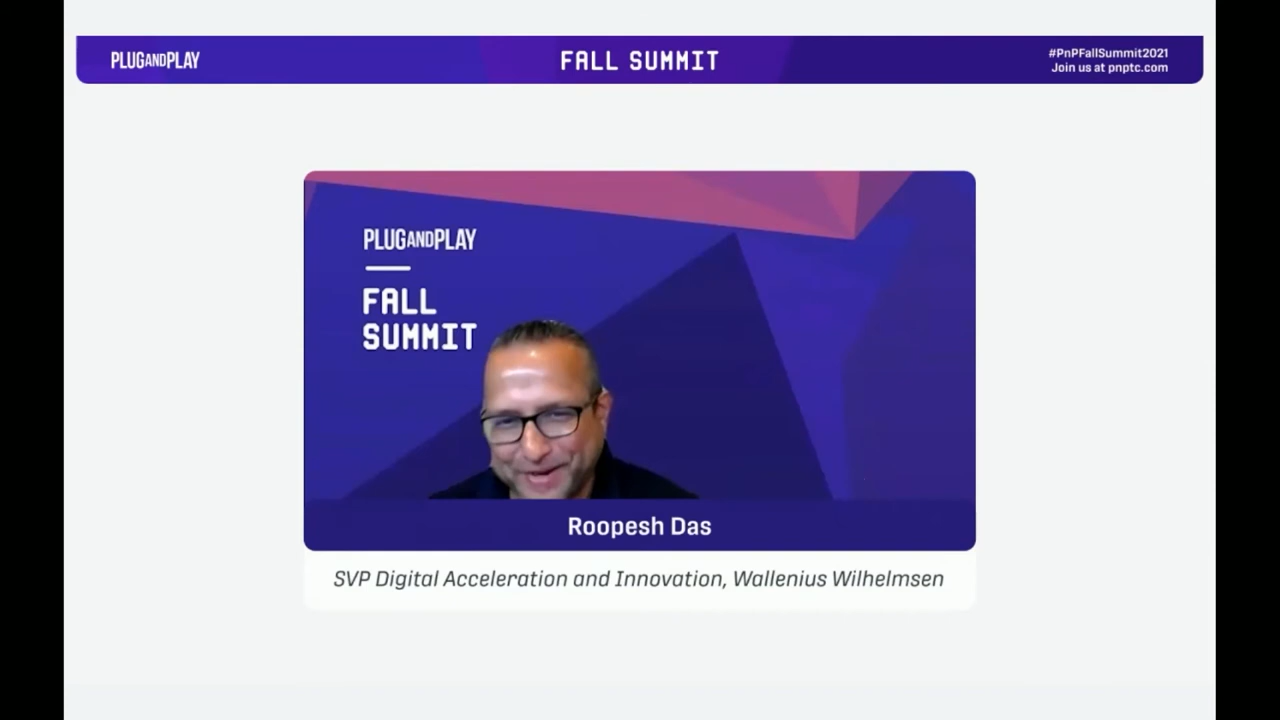 PLUGANDPLAY
FALL SUMMIT
#PnPFallSummit2021
Join us at pnptc.com
PLUGANDPLAY
FALL
SUMMIT
Roopesh Das
SVP Digital Acceleration and Innovation, Wallenius Wilhelmsen